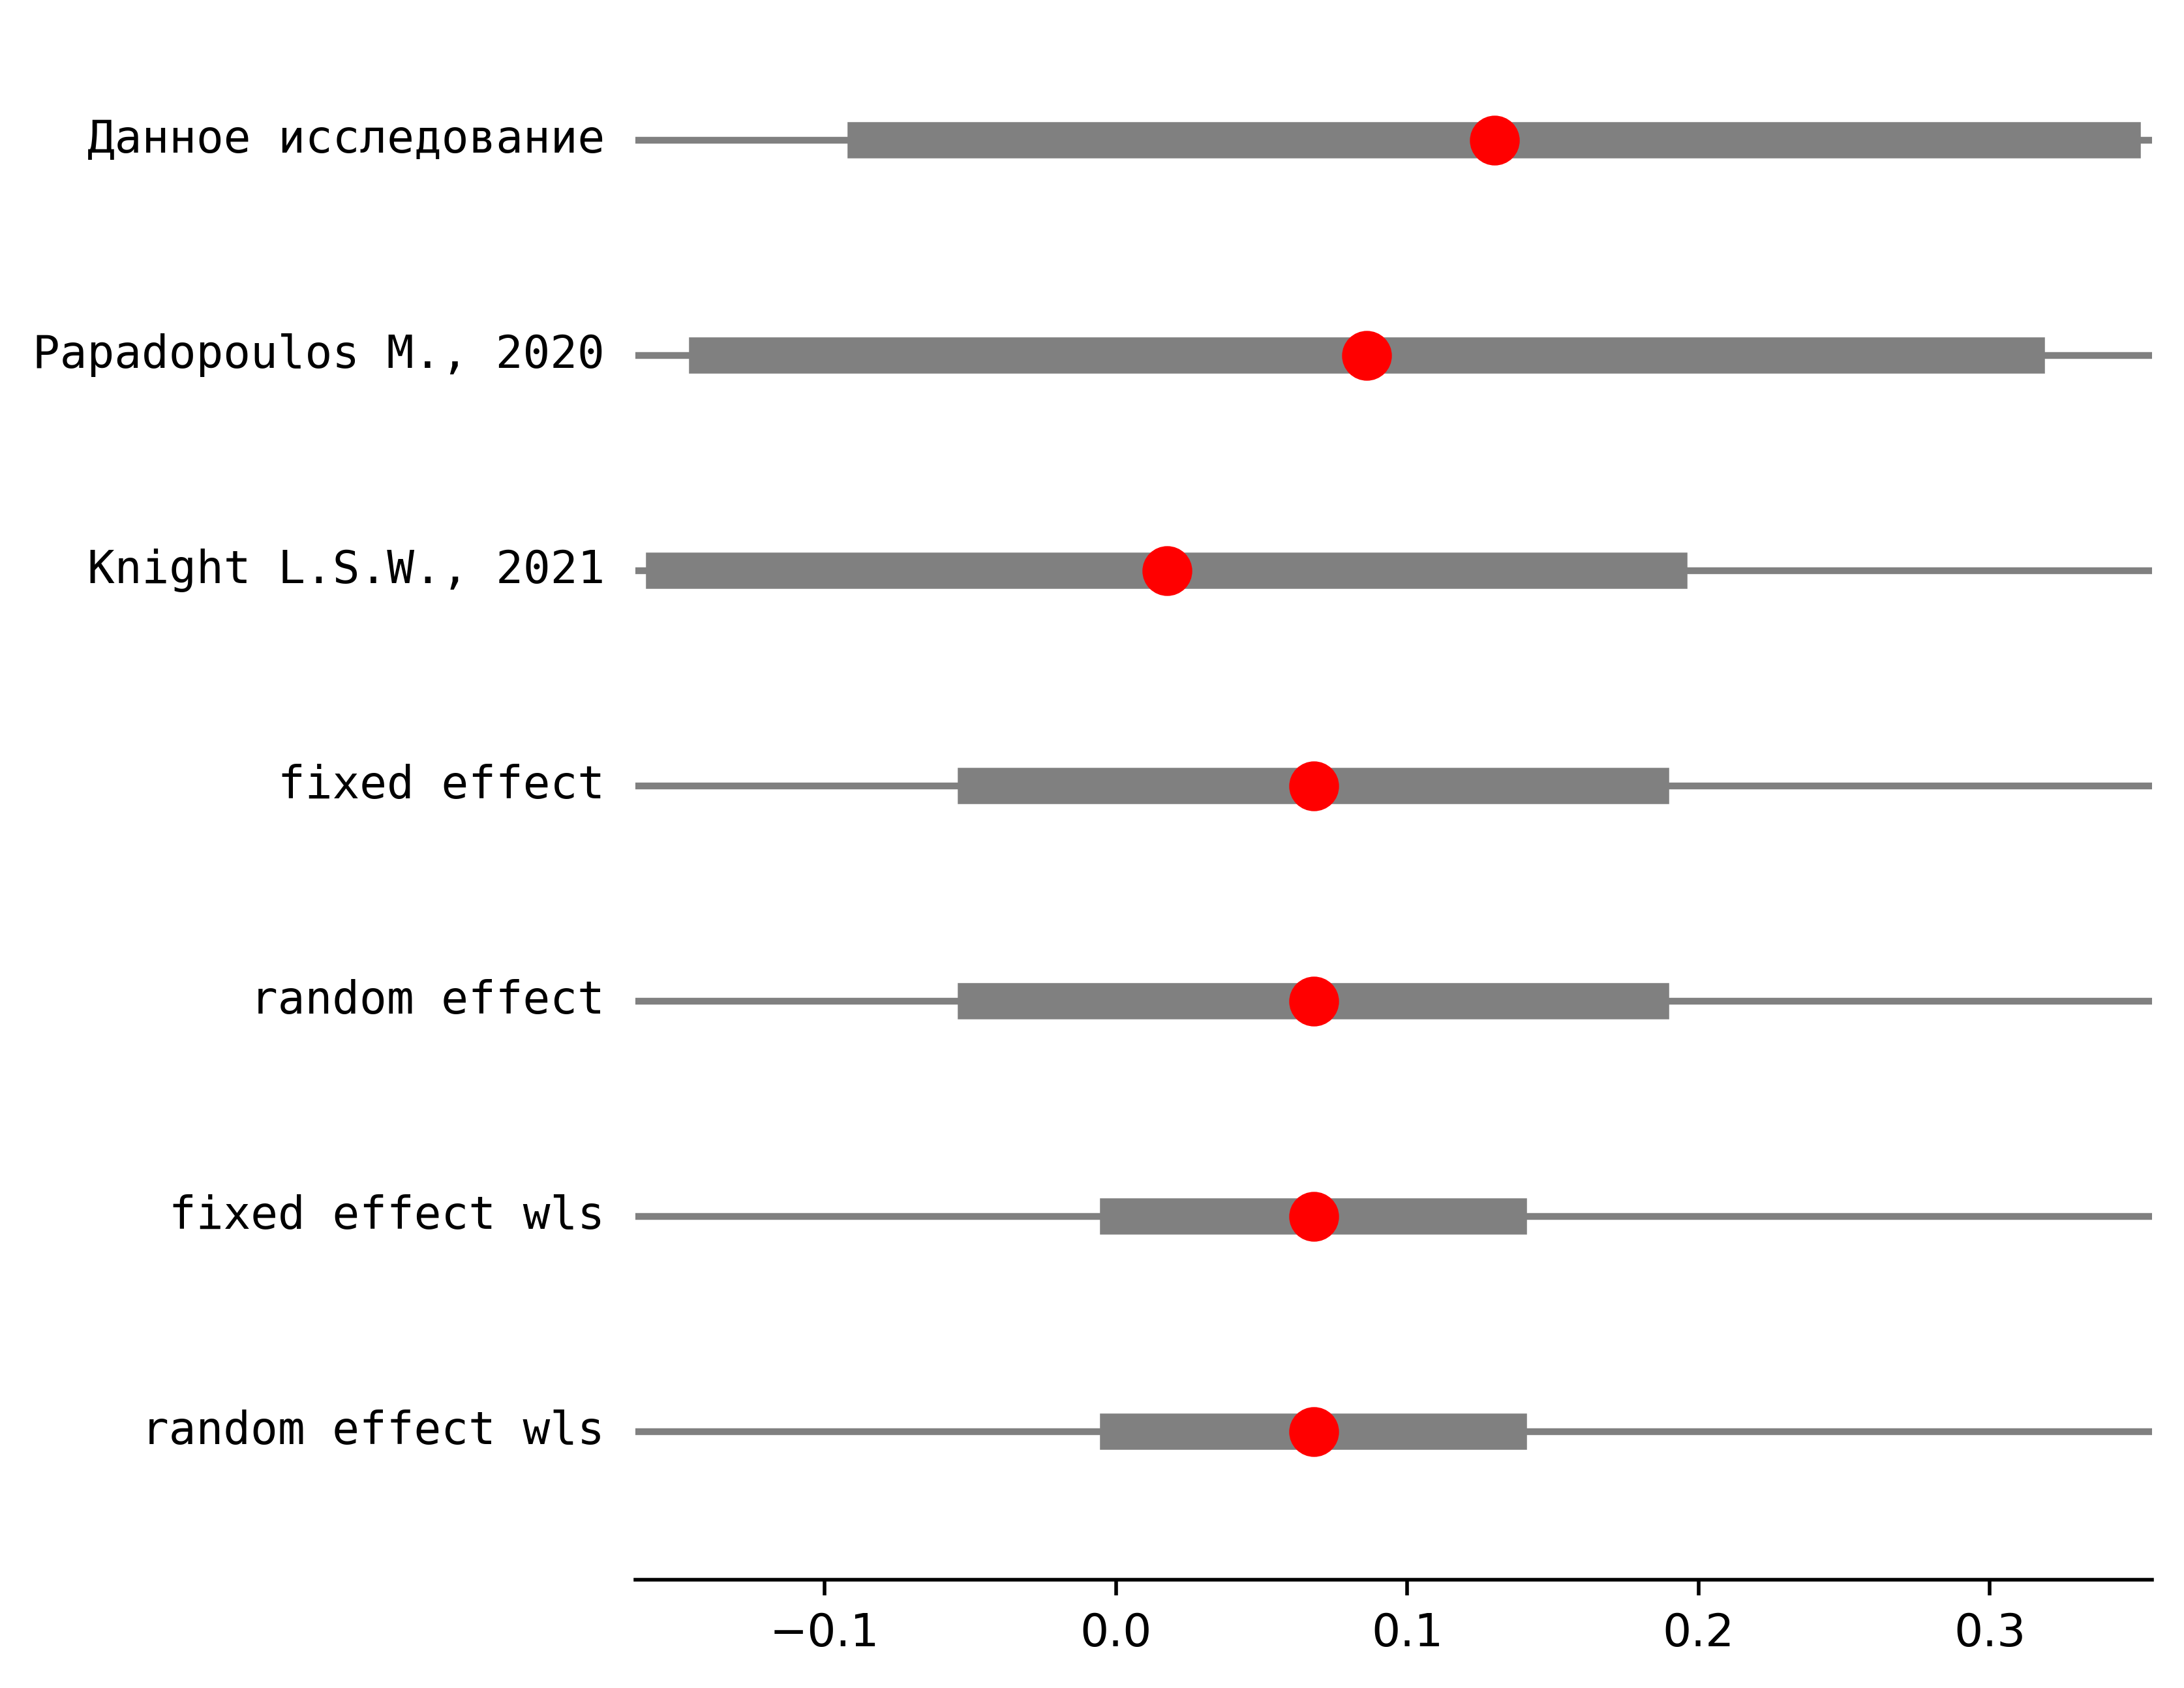 Данное исследование
Papadopoulos M., 2020
Knight L.S.W., 2021
fixed effect
random effect
fixed effect wls
random effect wls
−0.1 0.0 0.1 0.2 0.3